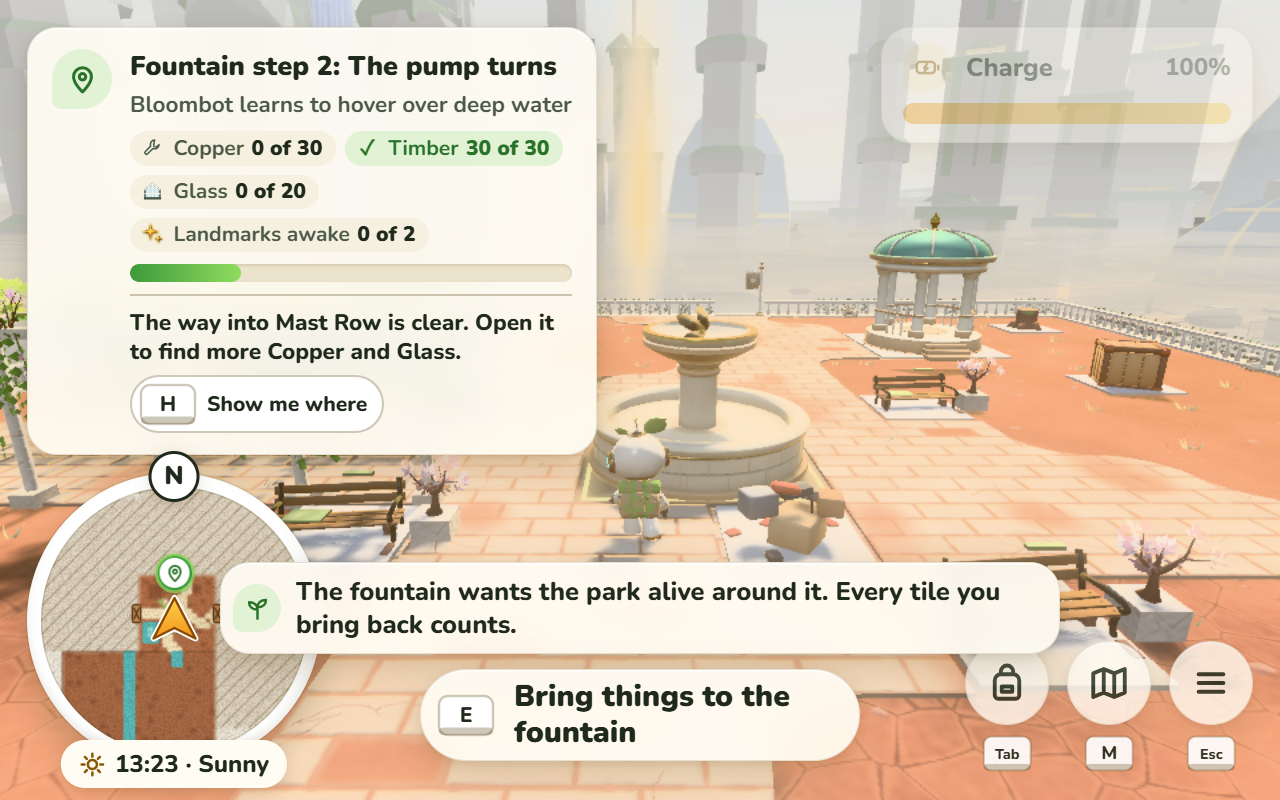 Fountain step 2: The pump turns
Bloombot learns to hover over deep water
Copper 0 of 30
Timber 30 of 30
Glass 0 of 20
Landmarks awake 0 of 2
The way into Mast Row is clear. Open it
to find more Copper and Glass.
H Show me where
Charge 100%
N
The fountain wants the park alive around it. Every tile you
bring back counts.
E
Bring things to the
fountain
Tab
M
Esc
13:23 · Sunny